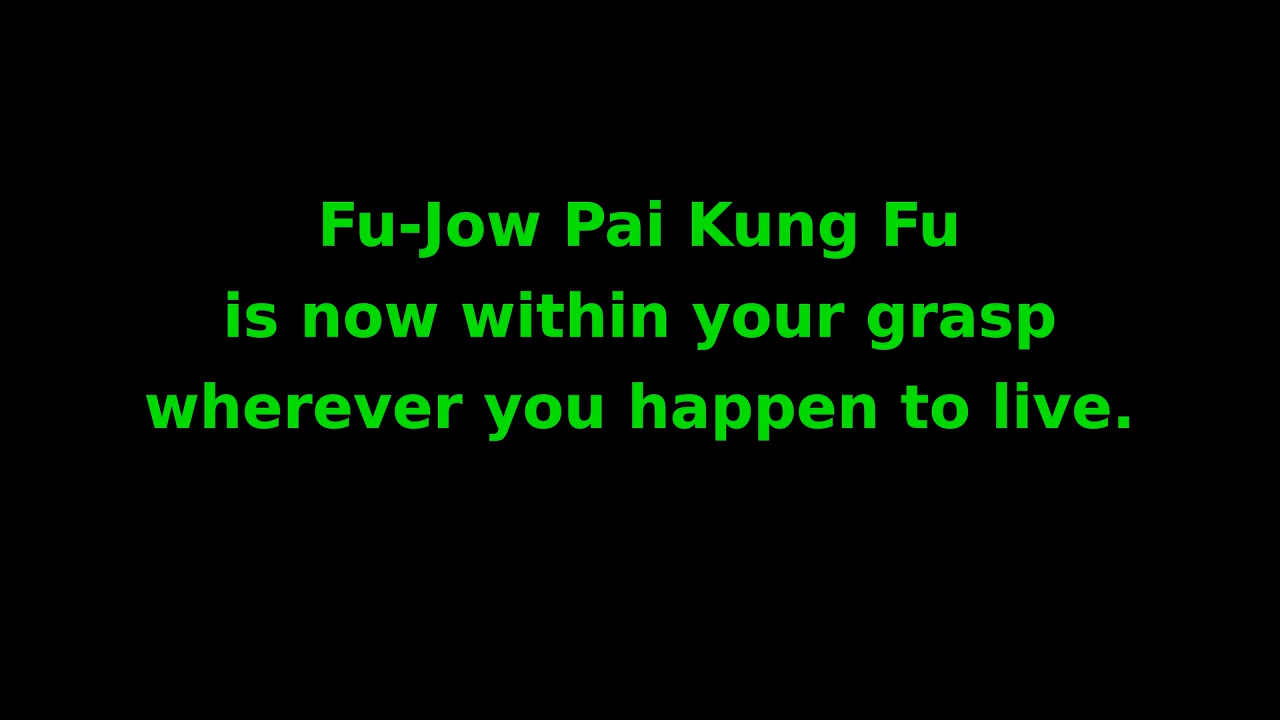 Fu-Jow Pai Kung Fu
is now within your grasp
wherever you happen to live.